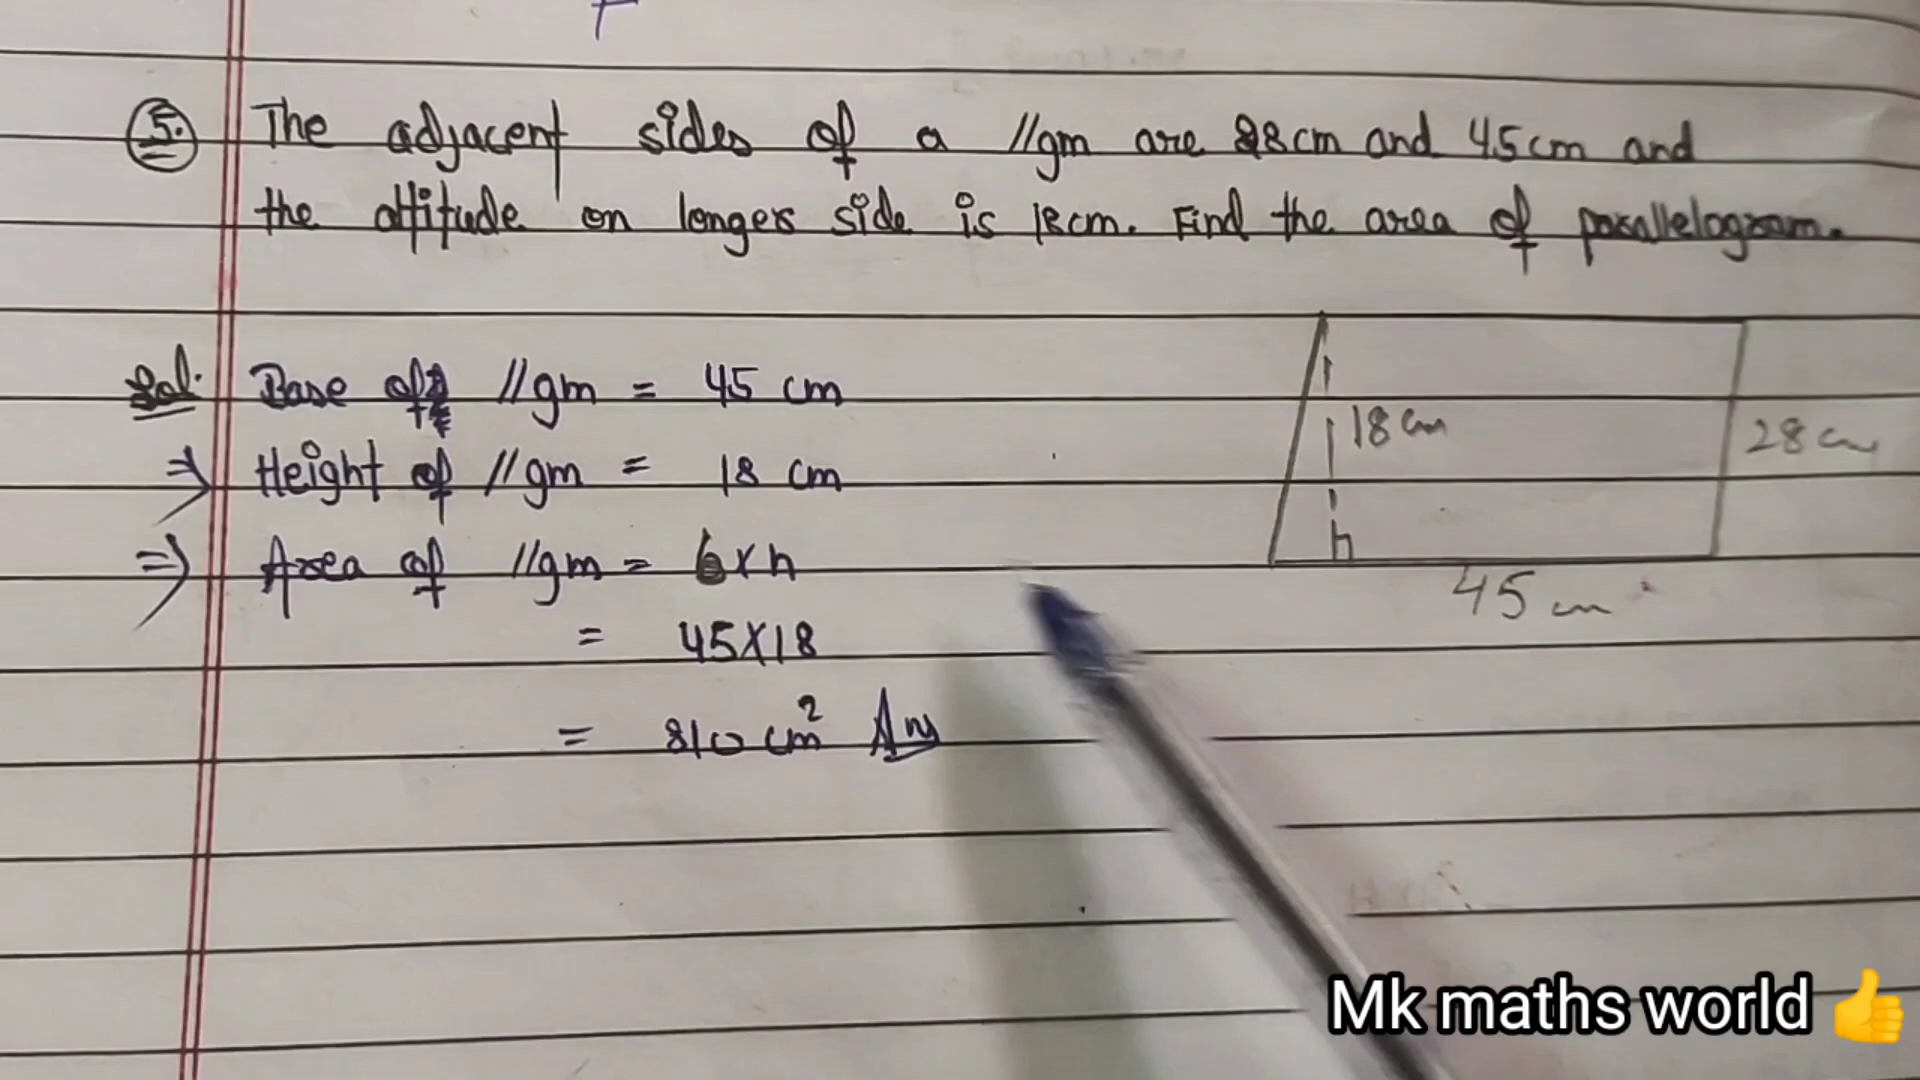 5. The adjacent sides of a //gm are 28cm and 45cm and
the altitude on longer side is 18cm. Find the area of parallelogram.
Sol. Base of //gm = 45 cm
⇒ Height of //gm = 18 cm
⇒ Area of //gm = b×h
= 45×18
= 810 cm² Ans
18 cm
28 cm
h
45 cm
Mk maths world 👍